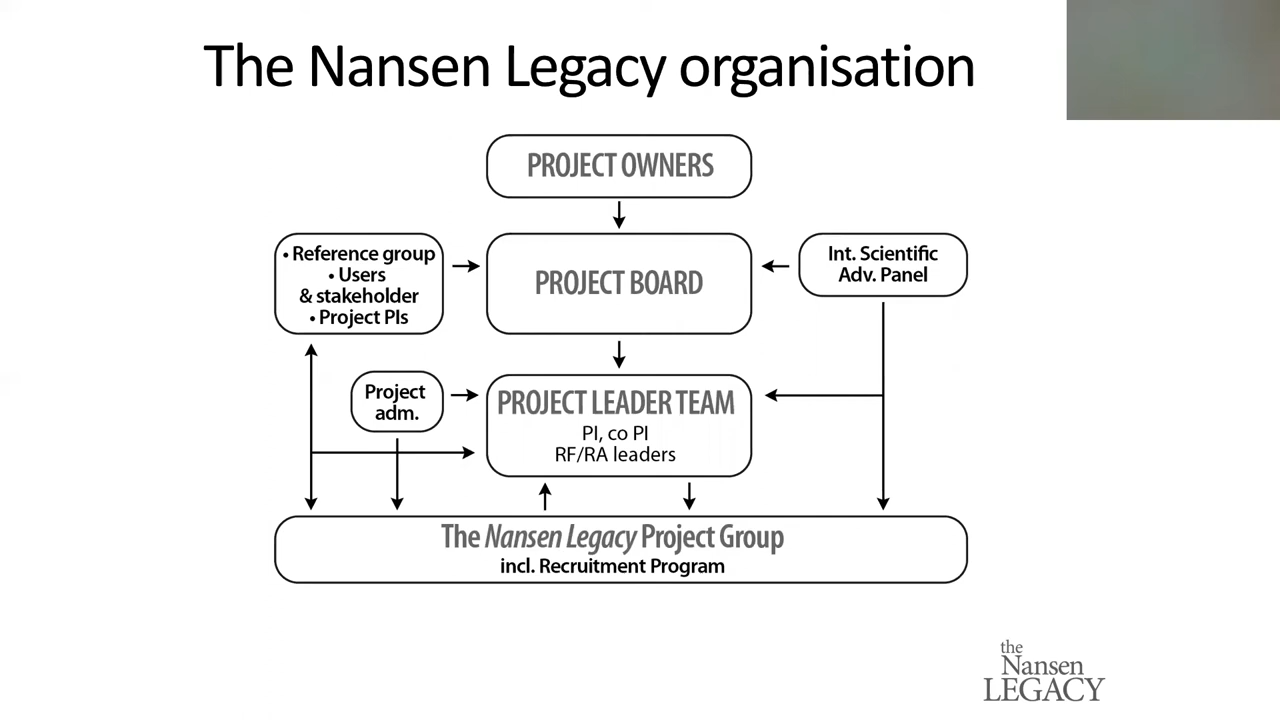 The Nansen Legacy organisation
PROJECT OWNERS
• Reference group
• Users
& stakeholder
• Project PIs
PROJECT BOARD
Int. Scientific
Adv. Panel
Project
adm.
PROJECT LEADER TEAM
PI, co PI
RF/RA leaders
The Nansen Legacy Project Group
incl. Recruitment Program
the
Nansen
LEGACY